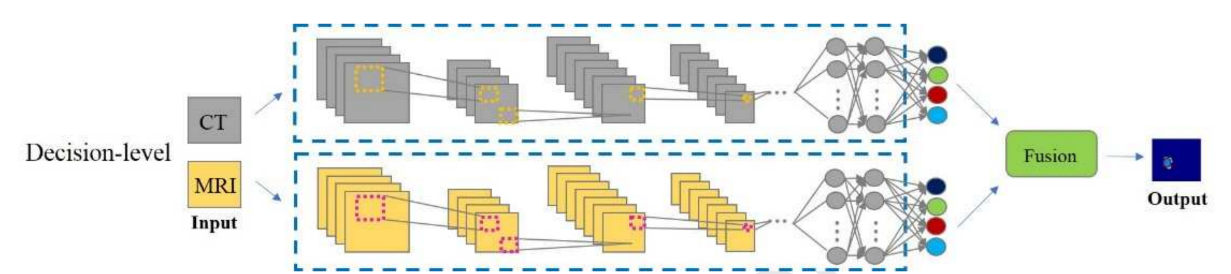 Decision-level
CT
MRI
Input
Fusion
Output